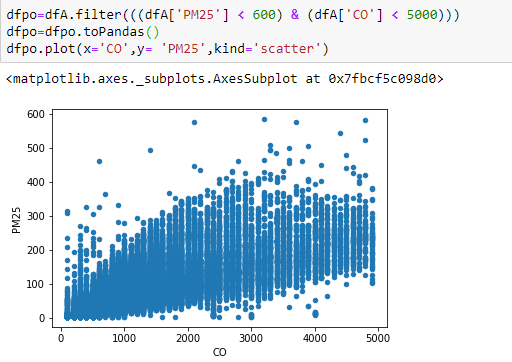 dfpo=dfA.filter(((dfA['PM25'] < 600) & (dfA['CO'] < 5000)))
dfpo=dfpo.toPandas()
dfpo.plot(x='CO',y= 'PM25',kind='scatter')
<matplotlib.axes._subplots.AxesSubplot at 0x7fbcf5c098d0>
600
500
400
300
200
100
0
PM25
0
1000
2000
3000
4000
5000
CO